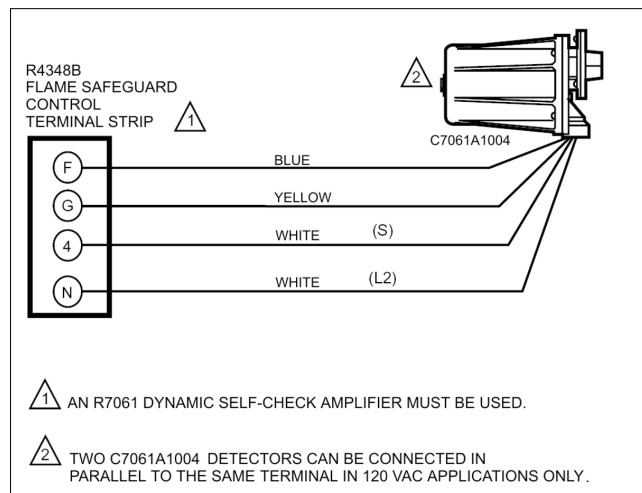 R4348B
FLAME SAFEGUARD
CONTROL
TERMINAL STRIP
1
2
C7061A1004
F
BLUE
G
YELLOW
4
WHITE (S)
N
WHITE (L2)
1 AN R7061 DYNAMIC SELF-CHECK AMPLIFIER MUST BE USED.
2 TWO C7061A1004 DETECTORS CAN BE CONNECTED IN
PARALLEL TO THE SAME TERMINAL IN 120 VAC APPLICATIONS ONLY.